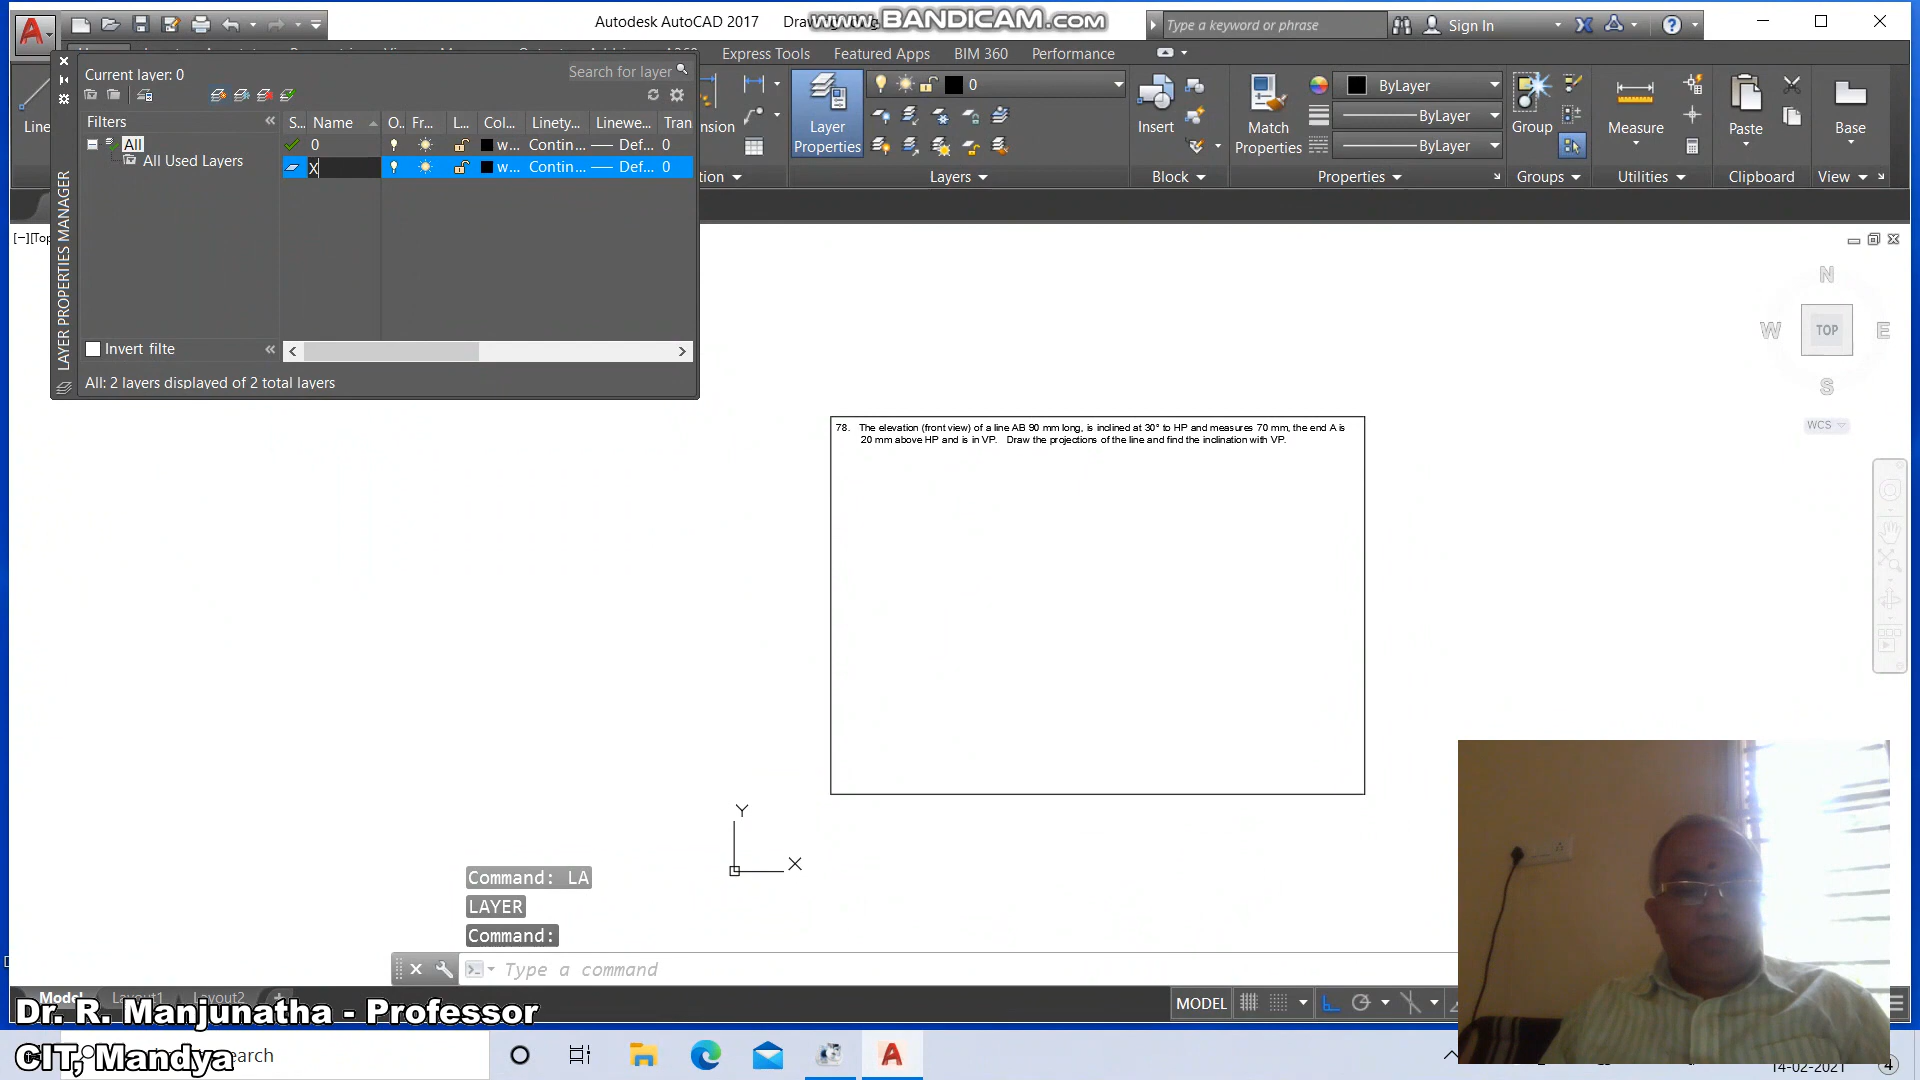 Autodesk AutoCAD 2017
www.BANDICAM.com
Type a keyword or phrase
Sign In
Express Tools
Featured Apps
BIM 360
Performance
Current layer: 0
Search for layer
Filters
S...
Name
O.
Fr...
L...
Col...
Linety...
Linewe...
Tran
All
0
w...
Contin...
Def...
0
All Used Layers
X
w...
Contin...
Def...
0
LAYER PROPERTIES MANAGER
Invert filte
All: 2 layers displayed of 2 total layers
Line
Layer
Properties
0
Layers
Insert
Block
Match
Properties
ByLayer
ByLayer
ByLayer
Properties
Group
Groups
Measure
Utilities
Paste
Clipboard
Base
View
[−][Top
N
W
TOP
E
S
WCS
78. The elevation (front view) of a line AB 90 mm long, is inclined at 30° to HP and measures 70 mm, the end A is
20 mm above HP and is in VP. Draw the projections of the line and find the inclination with VP.
Y
X
Command: LA
LAYER
Command:
Type a command
Model
Layout1
Layout2
MODEL
Dr. R. Manjunatha - Professor
CIT, Mandya
14-02-2021
4